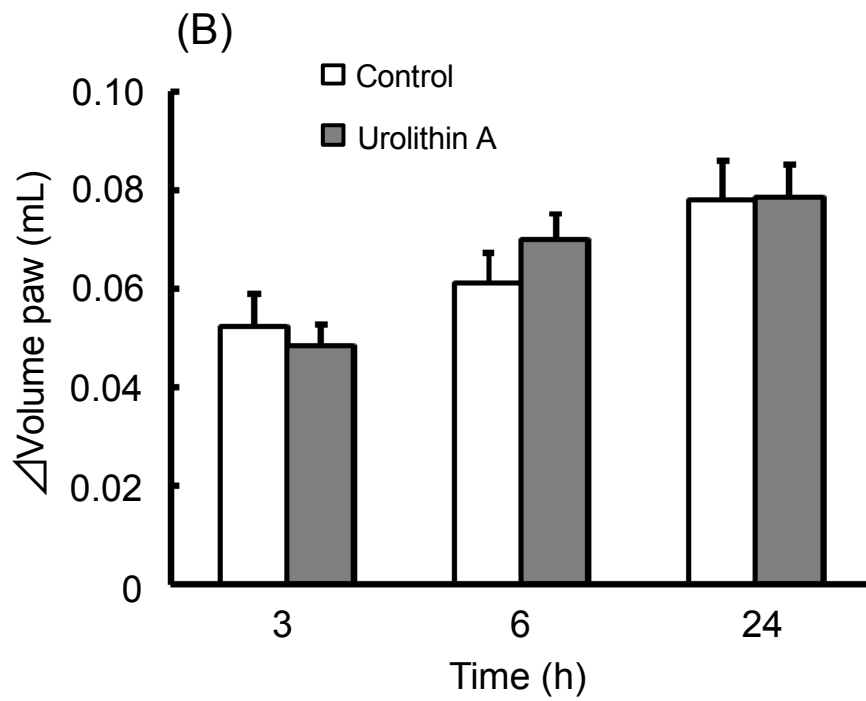 (B)
Control
Urolithin A
0.10
0.08
0.06
0.04
0.02
0
⊿Volume paw (mL)
3 6 24
Time (h)